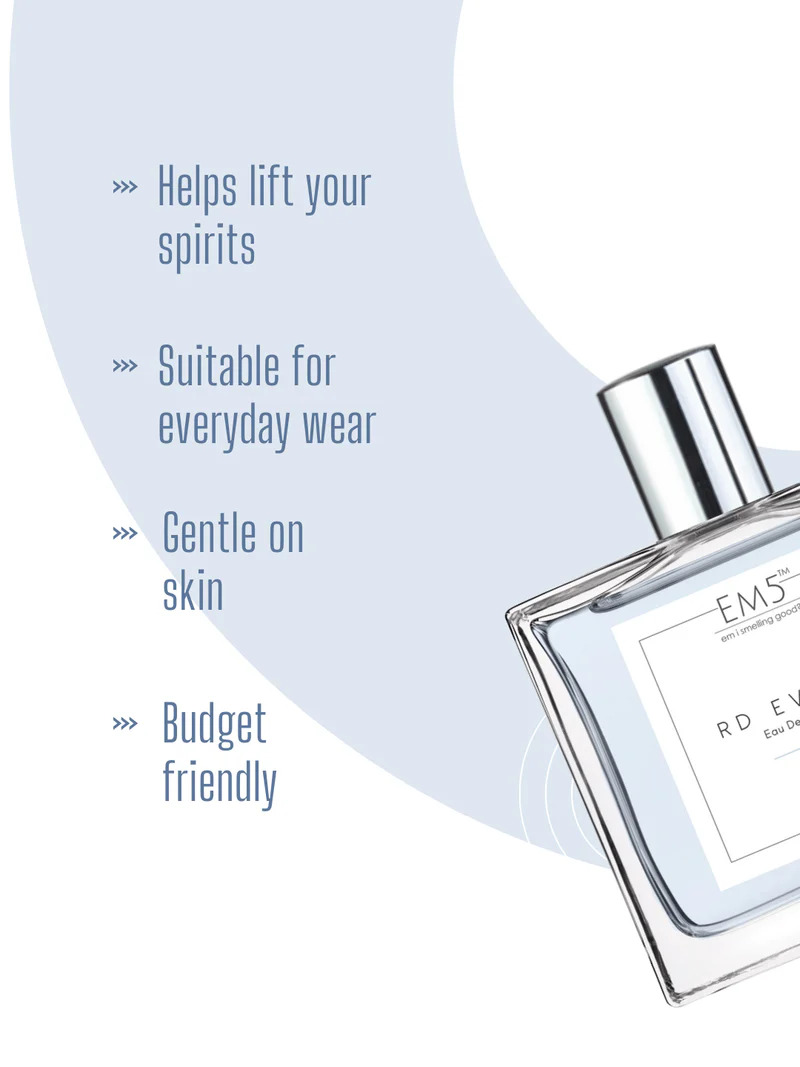 ››› Helps lift your
spirits
››› Suitable for
everyday wear
››› Gentle on
skin
››› Budget
friendly
EM5™
em i smelling good?
RD EV
Eau De